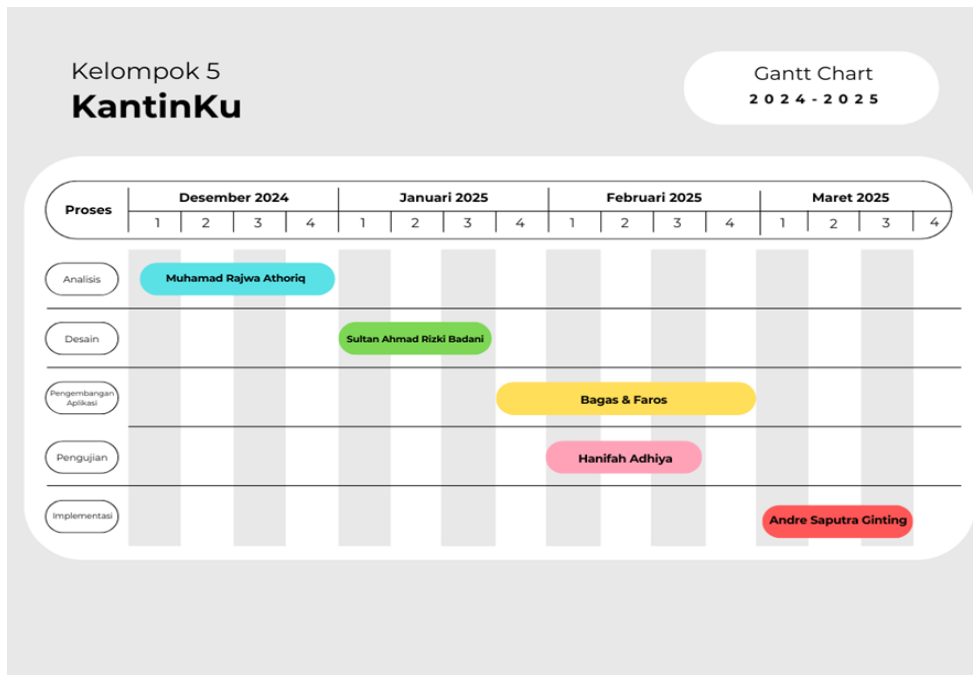 Kelompok 5
KantinKu
Gantt Chart
2024-2025
Proses
Desember 2024
Januari 2025
Februari 2025
Maret 2025
1 2 3 4 1 2 3 4 1 2 3 4 1 2 3 4
Analisis
Muhamad Rajwa Athoriq
Desain
Sultan Ahmad Rizki Badani
Pengembangan
Aplikasi
Bagas & Faros
Pengujian
Hanifah Adhiya
Implementasi
Andre Saputra Ginting